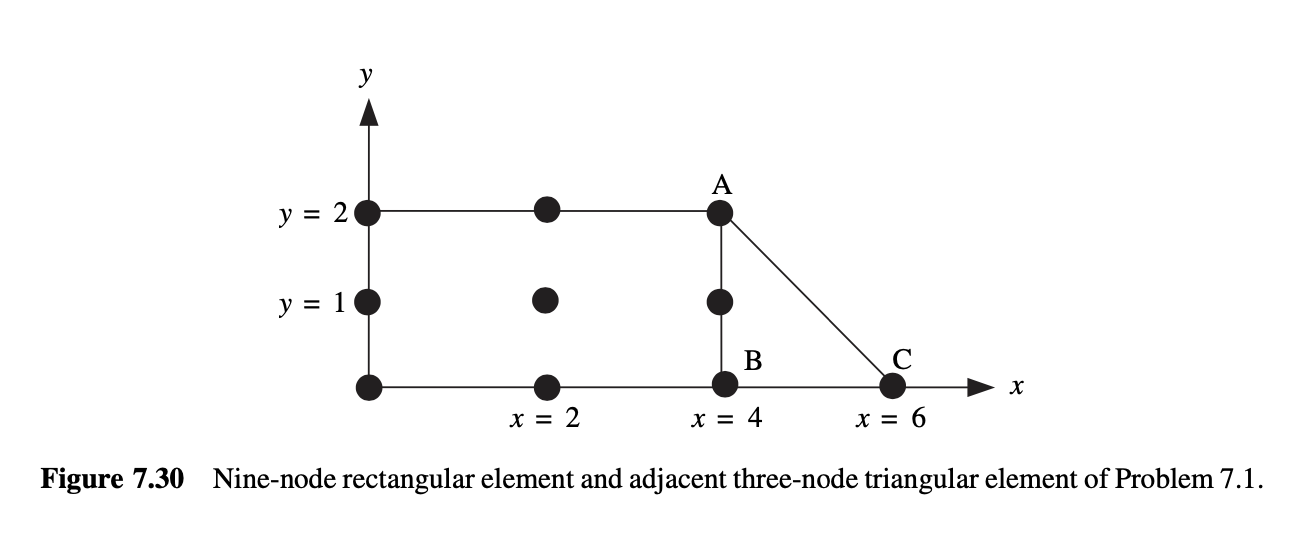 y
A
y = 2
y = 1
B
C
x
x = 2
x = 4
x = 6
Figure 7.30 Nine-node rectangular element and adjacent three-node triangular element of Problem 7.1.